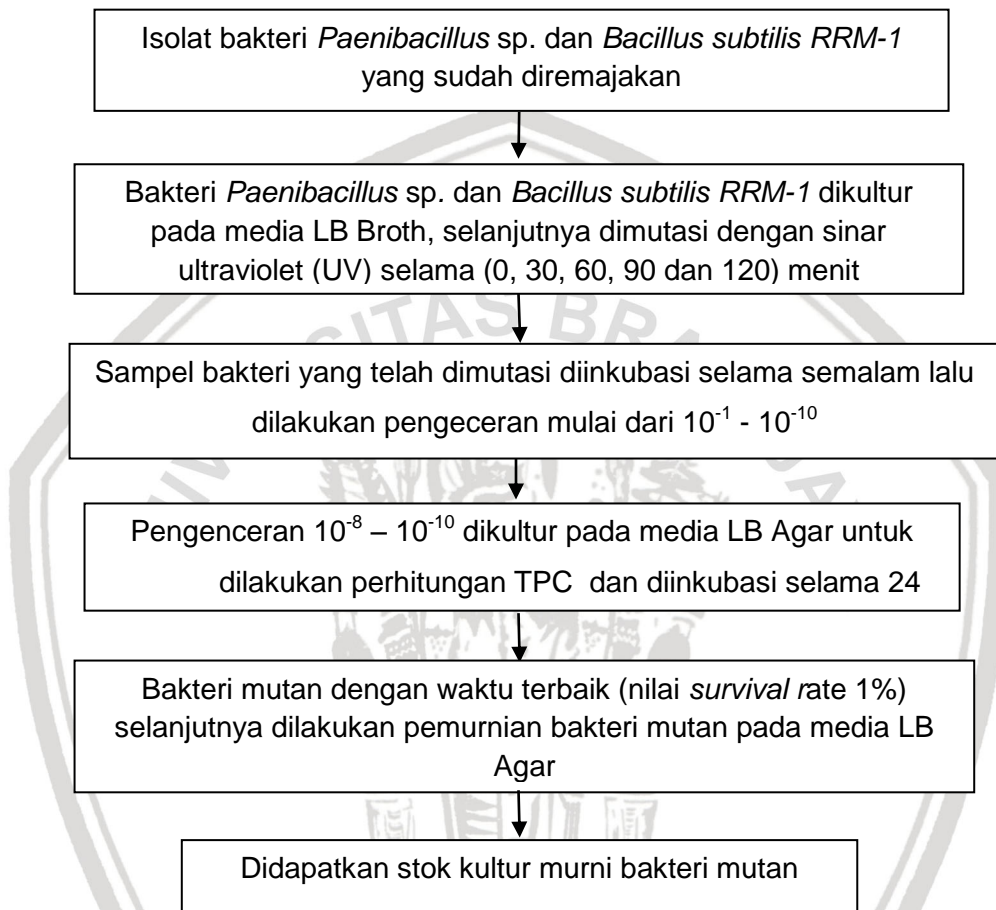 Isolat bakteri Paenibacillus sp. dan Bacillus subtilis RRM-1
yang sudah diremajakan
Bakteri Paenibacillus sp. dan Bacillus subtilis RRM-1 dikultur
pada media LB Broth, selanjutnya dimutasi dengan sinar
ultraviolet (UV) selama (0, 30, 60, 90 dan 120) menit
SITAS BRA
Sampel bakteri yang telah dimutasi diinkubasi selama semalam lalu
dilakukan pengeceran mulai dari 10⁻¹ - 10⁻¹⁰
Pengenceran 10⁻⁸ – 10⁻¹⁰ dikultur pada media LB Agar untuk
dilakukan perhitungan TPC dan diinkubasi selama 24
Bakteri mutan dengan waktu terbaik (nilai survival rate 1%)
selanjutnya dilakukan pemurnian bakteri mutan pada media LB
Agar
Didapatkan stok kultur murni bakteri mutan